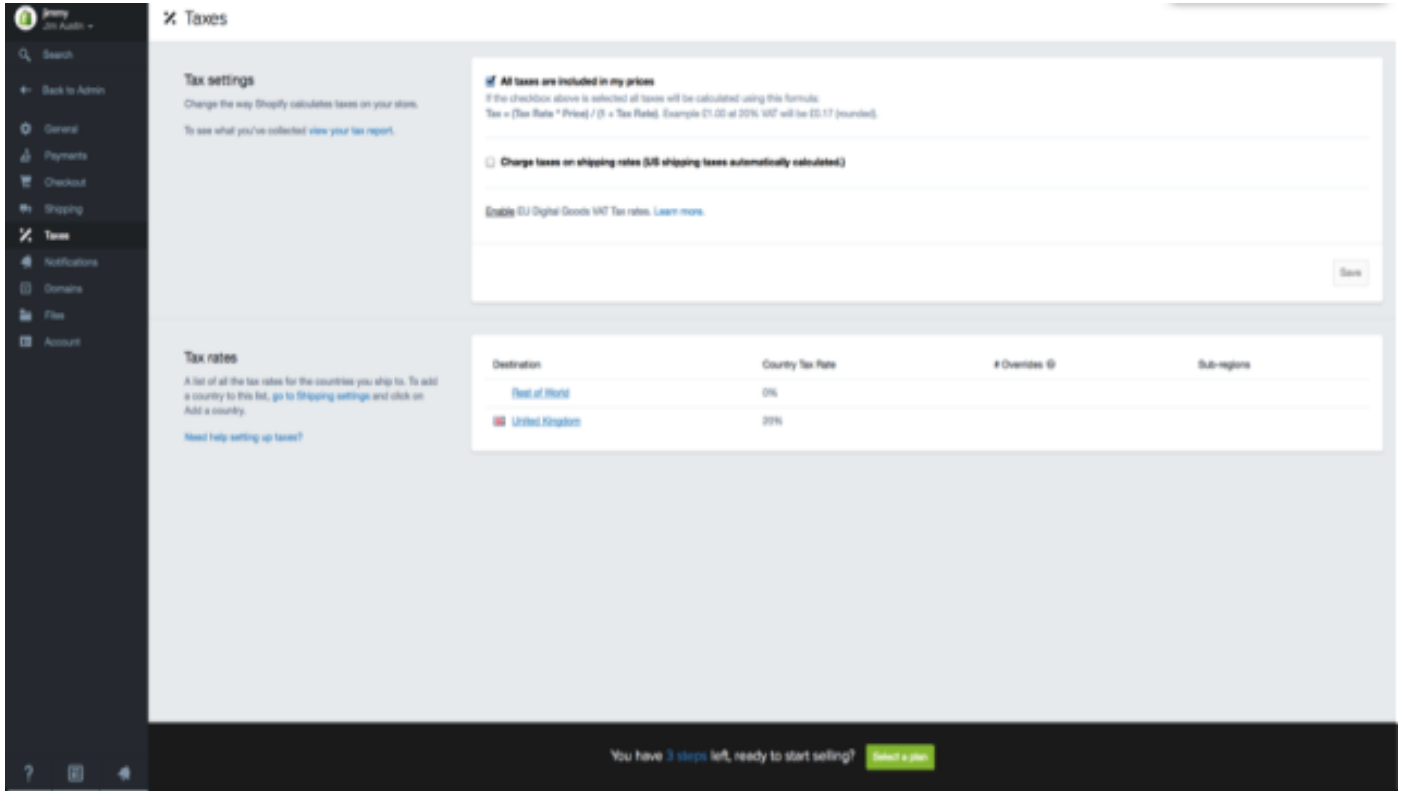 jimmy
Jim Austin
Taxes
Search
Back to Admin
General
Payments
Checkout
Shipping
Taxes
Notifications
Domains
Files
Account
Tax settings
Change the way Shopify calculates taxes on your store.
To see what you've collected view your tax report.
All taxes are included in my prices
If the checkbox above is selected all taxes will be calculated using this formula:
Tax = (Tax Rate * Price) / (1 + Tax Rate). Example £1.00 at 20% VAT will be £0.17 (rounded).
Charge taxes on shipping rates (US shipping taxes automatically calculated.)
Enable EU Digital Goods VAT Tax rates. Learn more.
Save
Tax rates
A list of all the tax rates for the countries you ship to. To add
a country to this list, go to Shipping settings and click on
Add a country.
Need help setting up taxes?
Destination Country Tax Rate # Overrides Sub-regions
Rest of World 0%
United Kingdom 20%
You have 3 steps left, ready to start selling? Select a plan
?